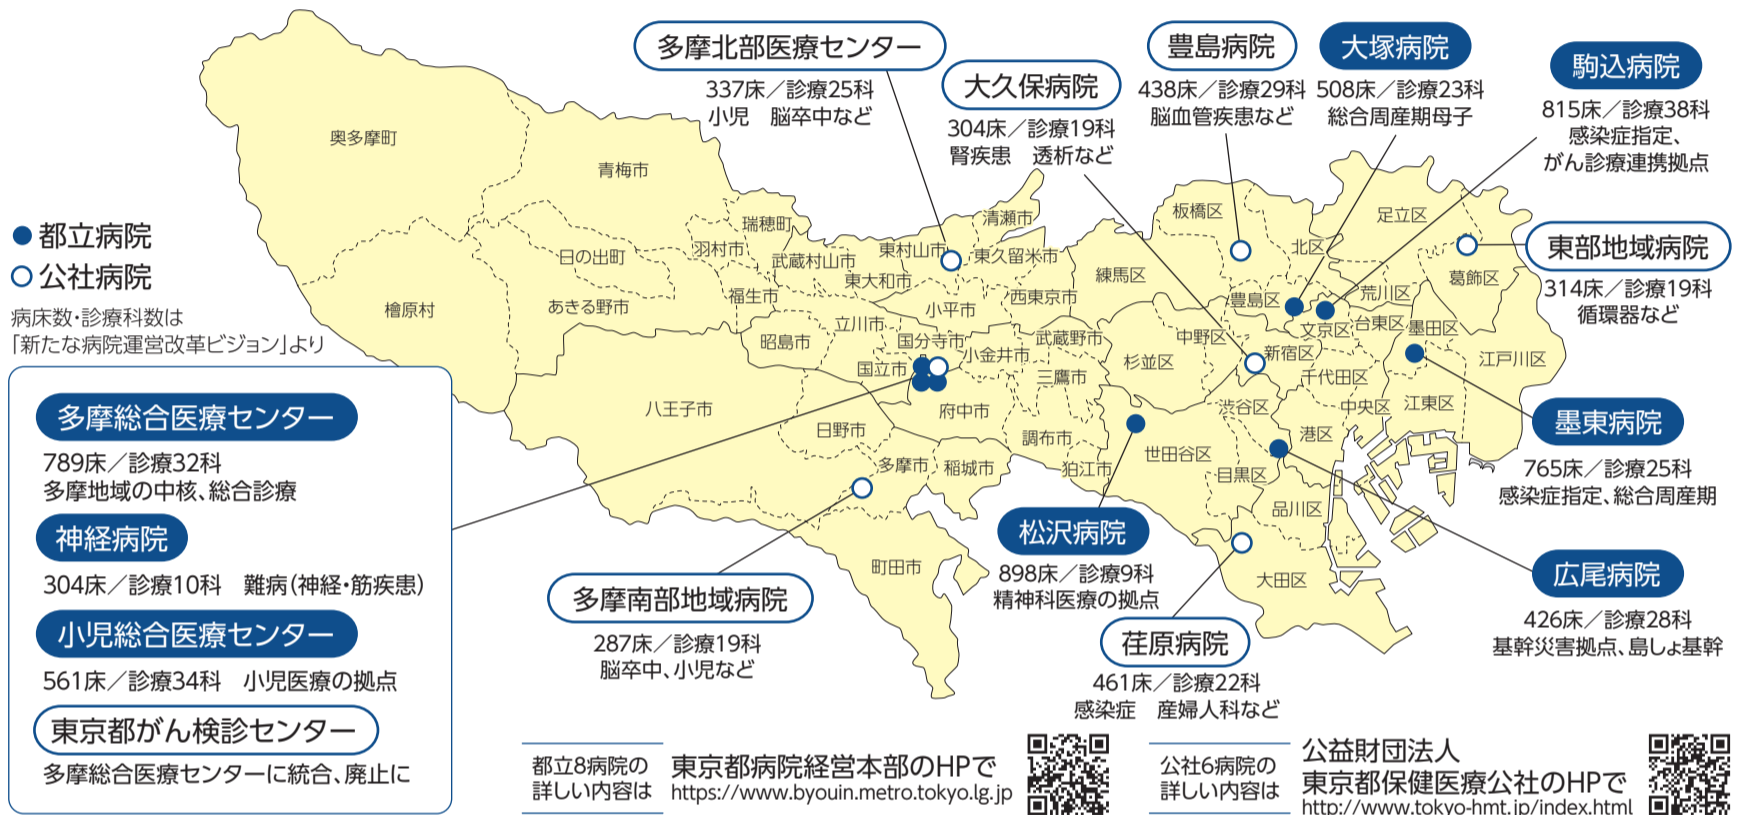 多摩北部医療センター
337床／診療25科
小児　脳卒中など
大久保病院
304床／診療19科
腎疾患　透析など
豊島病院
438床／診療29科
脳血管疾患など
大塚病院
508床／診療23科
総合周産期母子
駒込病院
815床／診療38科
感染症指定、
がん診療連携拠点
●都立病院
○公社病院
病床数・診療科数は
「新たな病院運営改革ビジョン」より
奥多摩町
青梅市
瑞穂町
羽村市
日の出町
武蔵村山市
東村山市
清瀬市
東久留米市
東大和市
福生市
あきる野市
檜原村
小平市
西東京市
練馬区
板橋区
北区
足立区
葛飾区
豊島区
荒川区
文京区
台東区
墨田区
江戸川区
昭島市
立川市
国分寺市
小金井市
武蔵野市
国立市
三鷹市
杉並区
中野区
新宿区
千代田区
八王子市
府中市
日野市
調布市
渋谷区
中央区
江東区
港区
多摩市
稲城市
狛江市
世田谷区
目黒区
品川区
町田市
大田区
東部地域病院
314床／診療19科
循環器など
墨東病院
765床／診療25科
感染症指定、総合周産期
広尾病院
426床／診療28科
基幹災害拠点、島しょ基幹
松沢病院
898床／診療9科
精神科医療の拠点
荏原病院
461床／診療22科
感染症　産婦人科など
多摩南部地域病院
287床／診療19科
脳卒中、小児など
多摩総合医療センター
789床／診療32科
多摩地域の中核、総合診療
神経病院
304床／診療10科　難病（神経・筋疾患）
小児総合医療センター
561床／診療34科　小児医療の拠点
東京都がん検診センター
多摩総合医療センターに統合、廃止に
都立8病院の
詳しい内容は
東京都病院経営本部のHPで
https://www.byouin.metro.tokyo.lg.jp
公社6病院の
詳しい内容は
公益財団法人
東京都保健医療公社のHPで
http://www.tokyo-hmt.jp/index.html